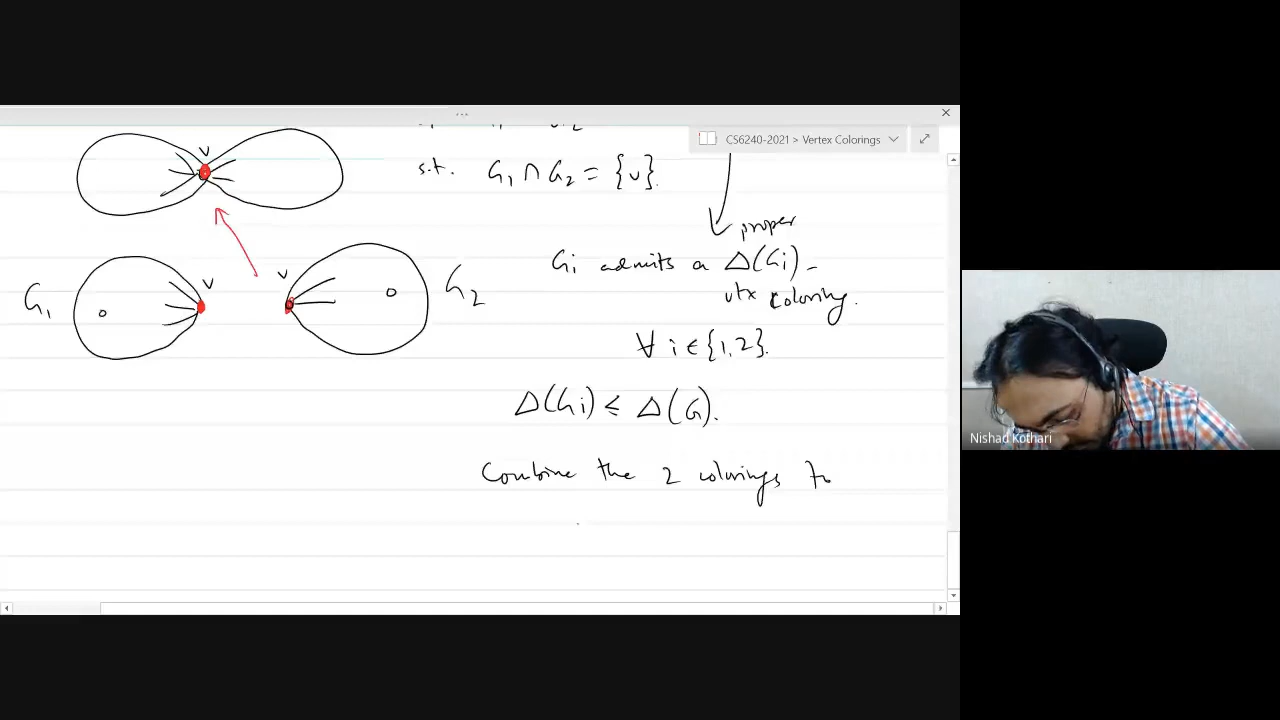 CS6240-2021 > Vertex Colorings
v
s.t. G1 ∩ G2 = {v}.
proper
Gi admits a Δ(Gi) -
vtx coloring.
v
v
G1
G2
∀ i ∈ {1,2}.
Δ(Gi) ≤ Δ(G).
Combine the 2 colorings to
Nishad Kothari